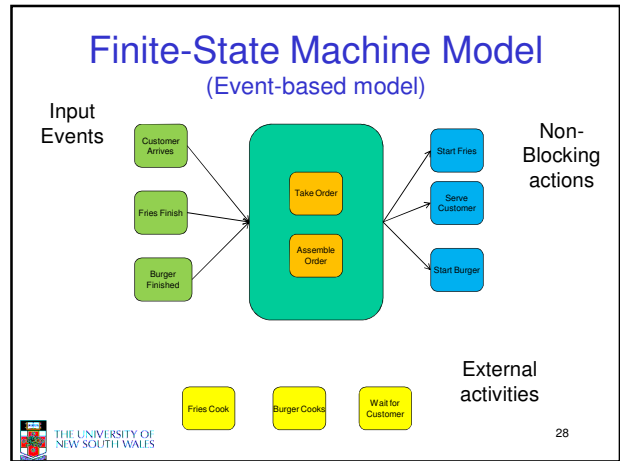 Finite-State Machine Model
(Event-based model)
Input
Events
Customer
Arrives
Fries Finish
Burger
Finished
Take Order
Assemble
Order
Start Fries
Serve
Customer
Start Burger
Non-
Blocking
actions
External
activities
Fries Cook
Burger Cooks
Wait for
Customer
THE UNIVERSITY OF
NEW SOUTH WALES
28